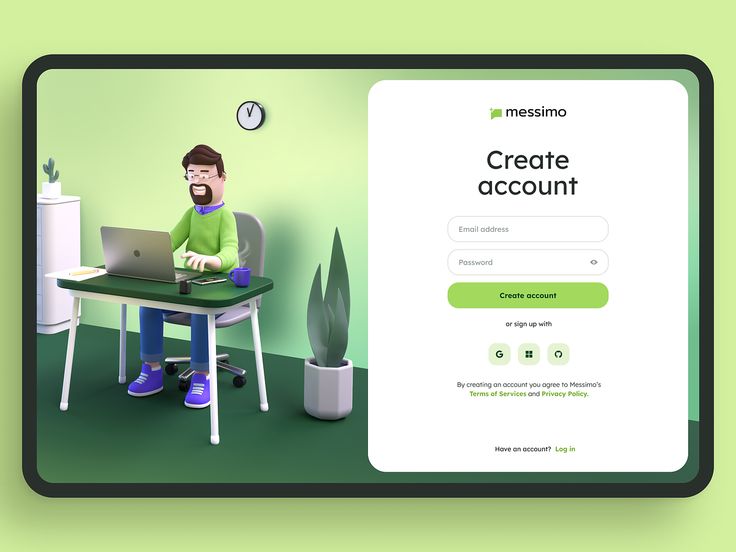 messimo
Create
account
Email address
Password
Create account
or sign up with
G
By creating an account you agree to Messimo's
Terms of Services and Privacy Policy.
Have an account? Log in